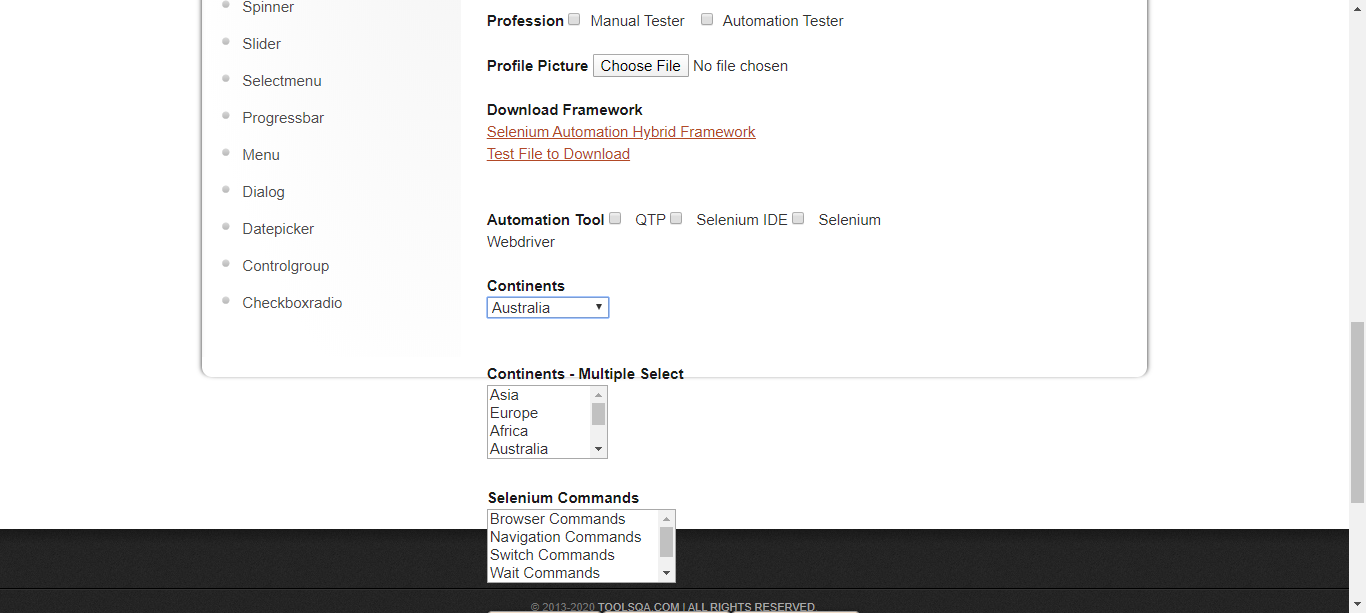 Spinner
Slider
Selectmenu
Progressbar
Menu
Dialog
Datepicker
Controlgroup
Checkboxradio
Profession Manual Tester Automation Tester
Profile Picture Choose File No file chosen
Download Framework
Selenium Automation Hybrid Framework
Test File to Download
Automation Tool QTP Selenium IDE Selenium
Webdriver
Continents
Australia
Continents - Multiple Select
Asia
Europe
Africa
Australia
Selenium Commands
Browser Commands
Navigation Commands
Switch Commands
Wait Commands
© 2013-2020 TOOLSQA.COM | ALL RIGHTS RESERVED.